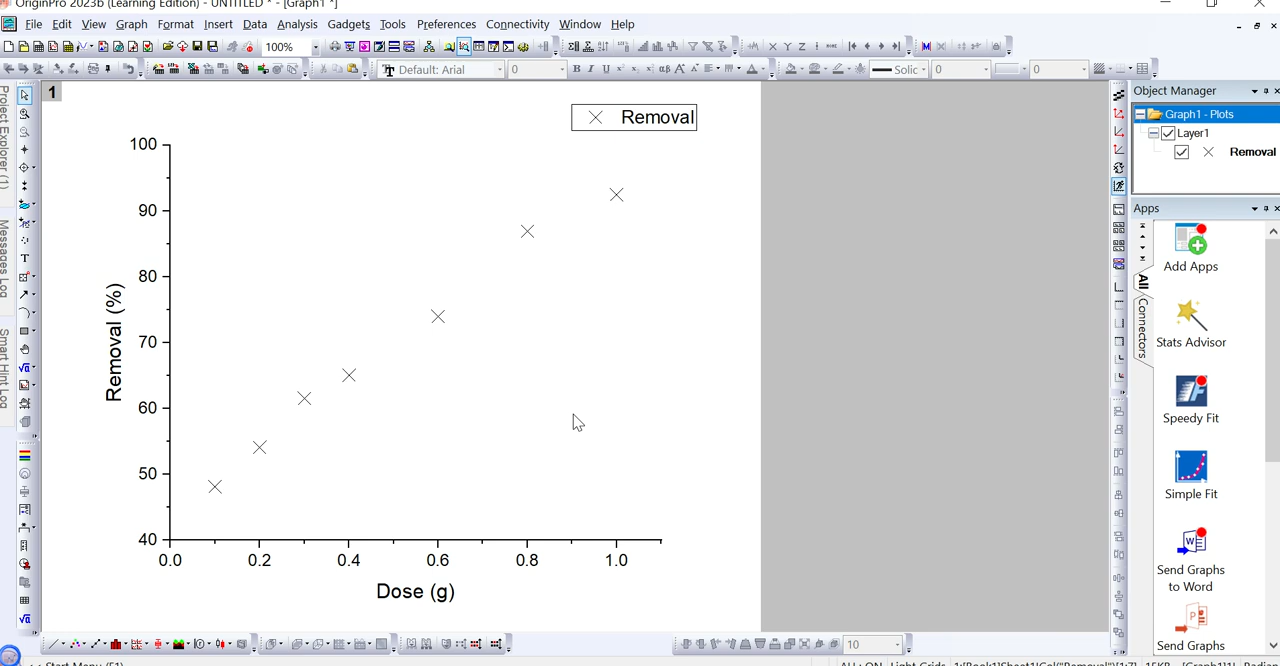 OriginPro 2023b (Learning Edition) - UNTITLED * - [Graph1 *]
File Edit View Graph Format Insert Data Analysis Gadgets Tools Preferences Connectivity Window Help
100%
Default: Arial 0 B I U Solic 0 0
Project Explorer (1)
Messages Log
Smart Hint Log
1
Removal
100
90
80
70
60
50
40
Removal (%)
0.0 0.2 0.4 0.6 0.8 1.0
Dose (g)
Object Manager
Graph1 - Plots
Layer1
Removal
Apps
All
Connectors
Add Apps
Stats Advisor
Speedy Fit
Simple Fit
Send Graphs
to Word
Send Graphs
10